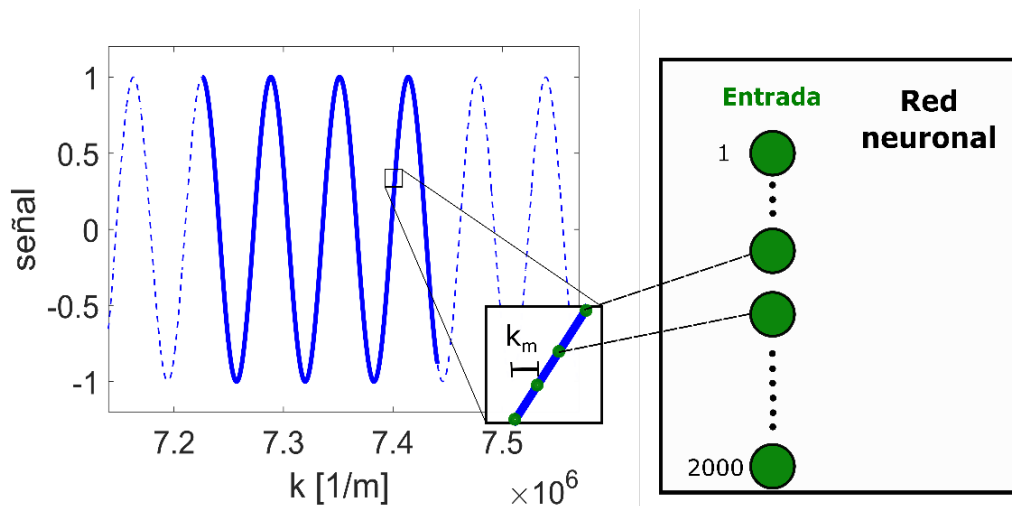 señal
1
0.5
0
-0.5
-1
7.2
7.3
7.4
7.5
k [1/m]
×10⁶
kₘ
Entrada
Red
neuronal
1
2000